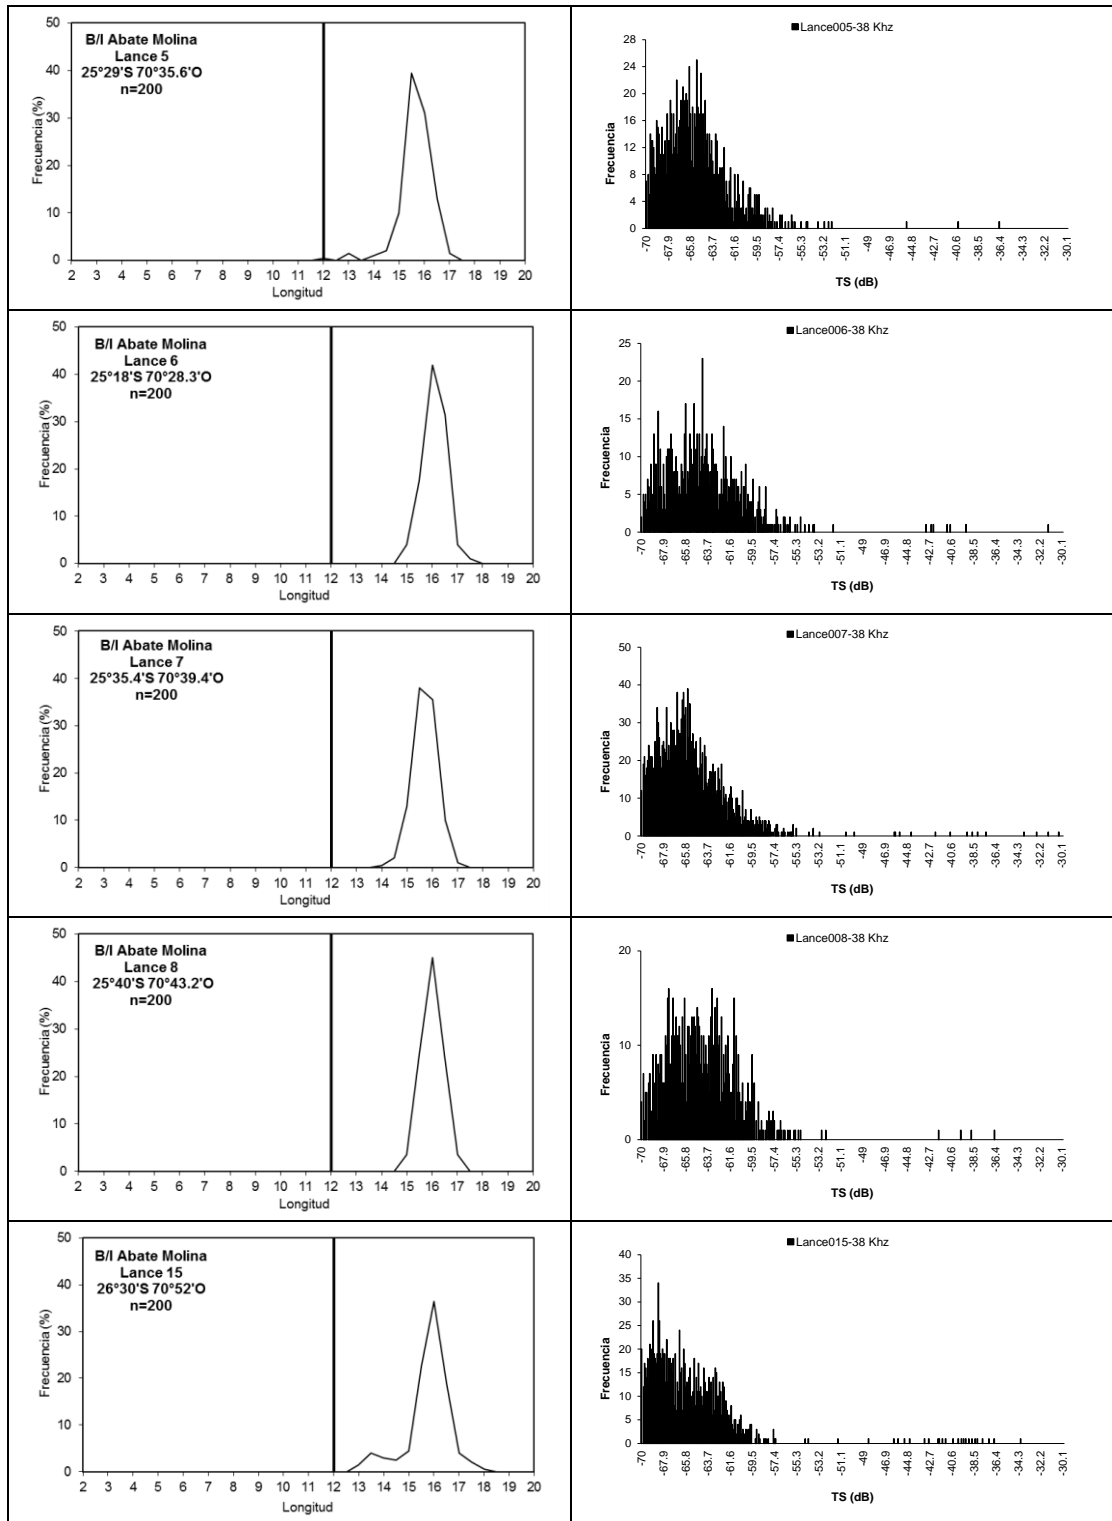 B/I Abate Molina
Lance 5
25°29'S 70°35.6'O
n=200
Frecuencia (%)
50
40
30
20
10
0
2 3 4 5 6 7 8 9 10 11 12 13 14 15 16 17 18 19 20
Longitud
Lance005-38 Khz
Frecuencia
28
24
20
16
12
8
4
0
-70 -67.9 -65.8 -63.7 -61.6 -59.5 -57.4 -55.3 -53.2 -51.1 -49 -46.9 -44.8 -42.7 -40.6 -38.5 -36.4 -34.3 -32.2 -30.1
TS (dB)
B/I Abate Molina
Lance 6
25°18'S 70°28.3'O
n=200
Frecuencia (%)
50
40
30
20
10
0
2 3 4 5 6 7 8 9 10 11 12 13 14 15 16 17 18 19 20
Longitud
Lance006-38 Khz
Frecuencia
25
20
15
10
5
0
-70 -67.9 -65.8 -63.7 -61.6 -59.5 -57.4 -55.3 -53.2 -51.1 -49 -46.9 -44.8 -42.7 -40.6 -38.5 -36.4 -34.3 -32.2 -30.1
TS (dB)
B/I Abate Molina
Lance 7
25°35.4'S 70°39.4'O
n=200
Frecuencia (%)
50
40
30
20
10
0
2 3 4 5 6 7 8 9 10 11 12 13 14 15 16 17 18 19 20
Longitud
Lance007-38 Khz
Frecuencia
50
40
30
20
10
0
-70 -67.9 -65.8 -63.7 -61.6 -59.5 -57.4 -55.3 -53.2 -51.1 -49 -46.9 -44.8 -42.7 -40.6 -38.5 -36.4 -34.3 -32.2 -30.1
TS (dB)
B/I Abate Molina
Lance 8
25°40'S 70°43.2'O
n=200
Frecuencia (%)
50
40
30
20
10
0
2 3 4 5 6 7 8 9 10 11 12 13 14 15 16 17 18 19 20
Longitud
Lance008-38 Khz
Frecuencia
20
10
0
-70 -67.9 -65.8 -63.7 -61.6 -59.5 -57.4 -55.3 -53.2 -51.1 -49 -46.9 -44.8 -42.7 -40.6 -38.5 -36.4 -34.3 -32.2 -30.1
TS (dB)
B/I Abate Molina
Lance 15
26°30'S 70°52'O
n=200
Frecuencia (%)
50
40
30
20
10
0
2 3 4 5 6 7 8 9 10 11 12 13 14 15 16 17 18 19 20
Longitud
Lance015-38 Khz
Frecuencia
40
35
30
25
20
15
10
5
0
-70 -67.9 -65.8 -63.7 -61.6 -59.5 -57.4 -55.3 -53.2 -51.1 -49 -46.9 -44.8 -42.7 -40.6 -38.5 -36.4 -34.3 -32.2 -30.1
TS (dB)